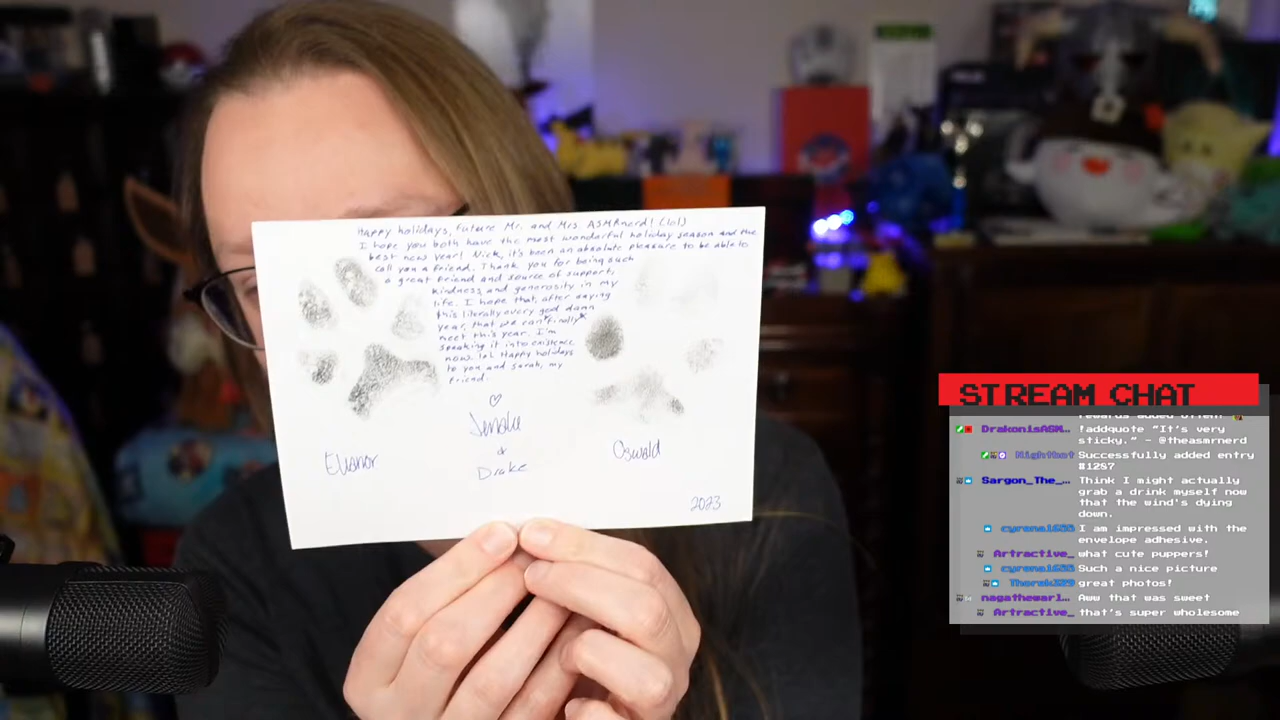 Happy holidays, future Mr. and Mrs. ASMRnerd! (lol)
I hope you both have the most wonderful holiday season and the
best new year! Nick, it's been an absolute pleasure to be able to
call you a friend. Thank you for being such
a great friend and source of support,
kindness and generosity in my
life. I hope that, after saying
this literally every god damn
year, that we can *finally*
meet this year. I'm
speaking it into existence
now. lol Happy holidays
to you and Sarah, my
friend.
♡
&
Drake
Eleanor
Oswald
2023
STREAM CHAT
rewards added often!
DrakonisASM… !addquote "It's very
sticky." - @theasmrnerd
Nightbot Successfully added entry
#1287
Sargon_The_… Think I might actually
grab a drink myself now
that the wind's dying
down.
I am impressed with the
envelope adhesive.
Artractive_ what cute puppers!
Such a nice picture
great photos!
nagathewarl… Aww that was sweet
Artractive_ that's super wholesome